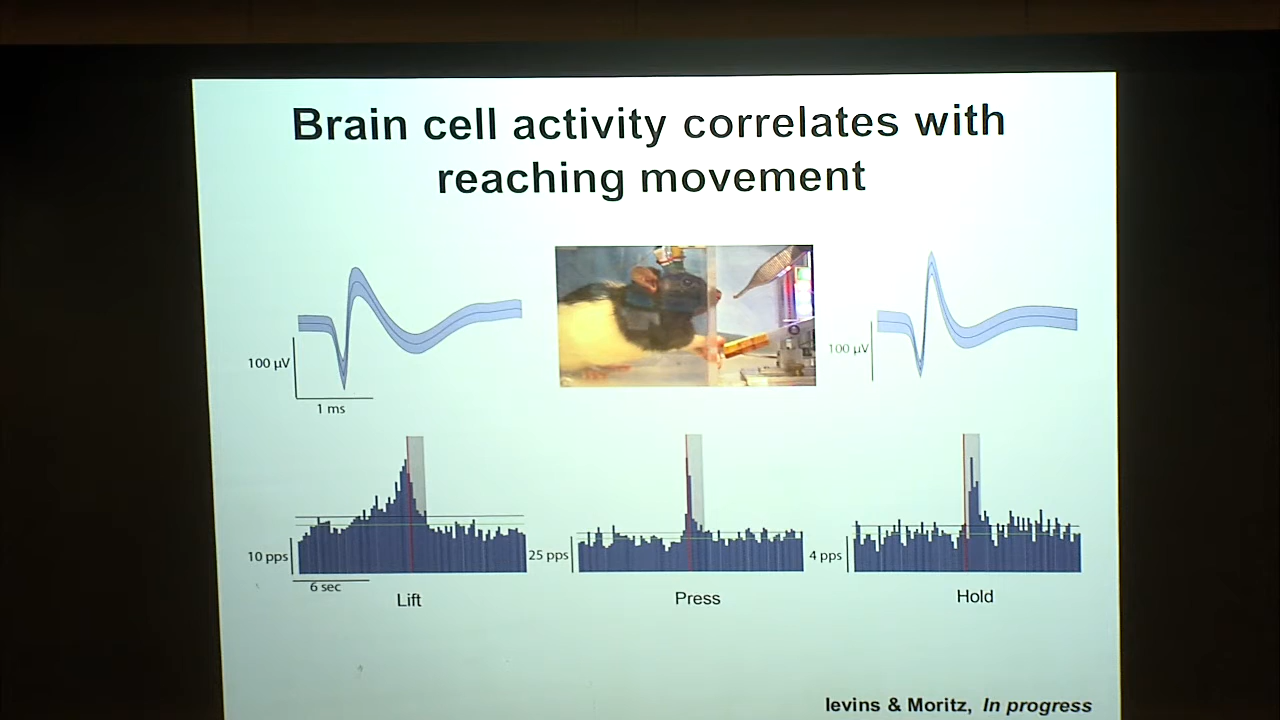 Brain cell activity correlates with
reaching movement
100 µV
1 ms
100 µV
10 pps
6 sec
Lift
25 pps
Press
4 pps
Hold
Ievins & Moritz, In progress